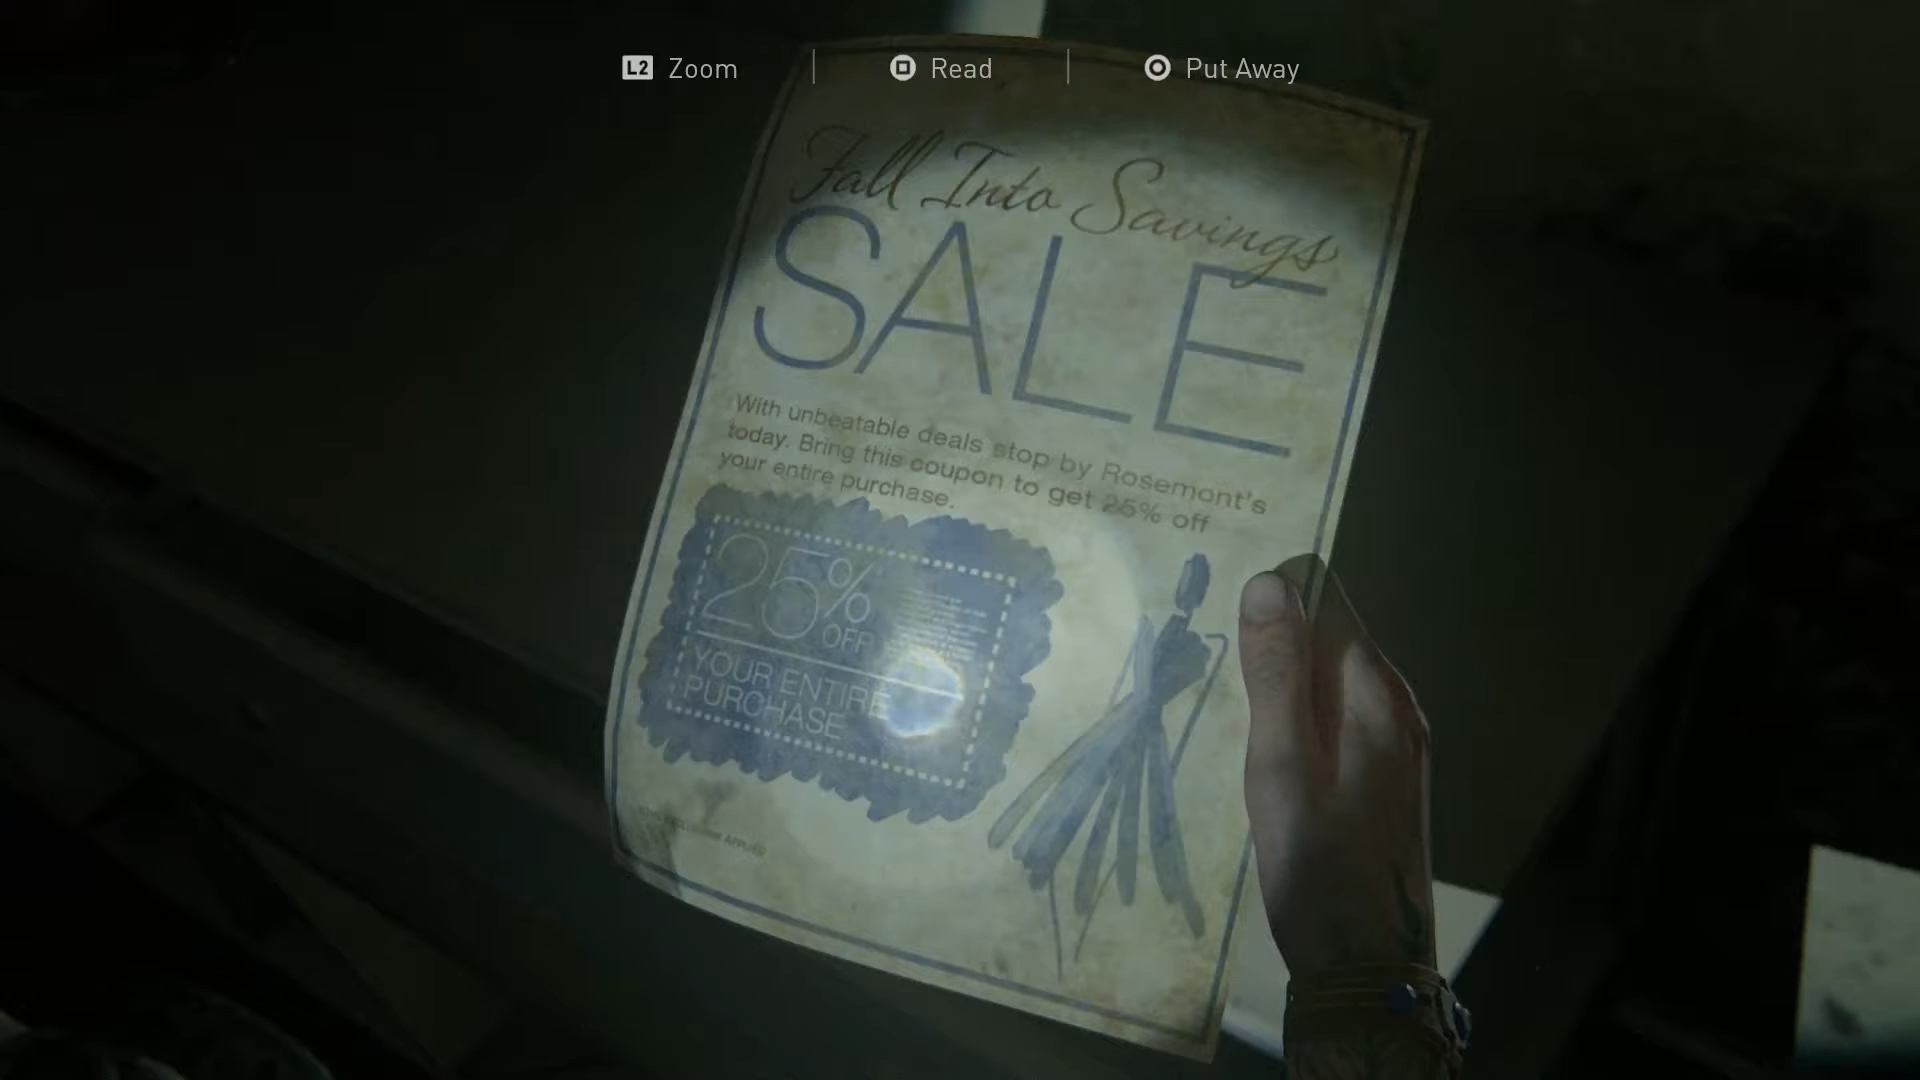 L2 Zoom
Read
Put Away
Fall Into Savings
SALE
With unbeatable deals stop by Rosemont's
today. Bring this coupon to get 25% off
your entire purchase.
25%
OFF
YOUR ENTIRE
PURCHASE
APPLIED